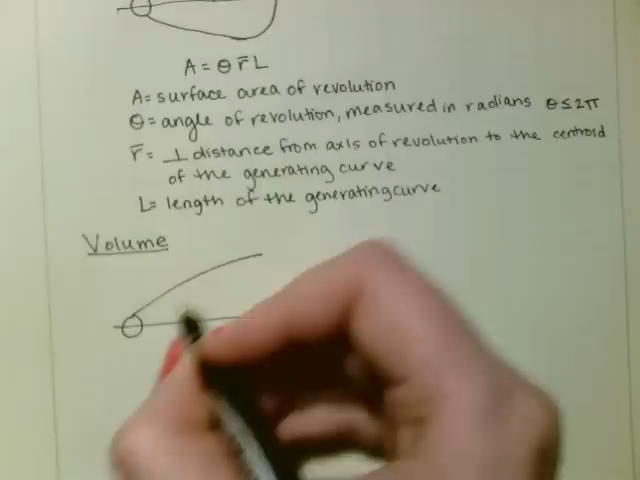 A = θ r̄ L
A = surface area of revolution
θ = angle of revolution, measured in radians θ ≤ 2π
r̄ = ⊥ distance from axis of revolution to the centroid
of the generating curve
L = length of the generating curve
Volume